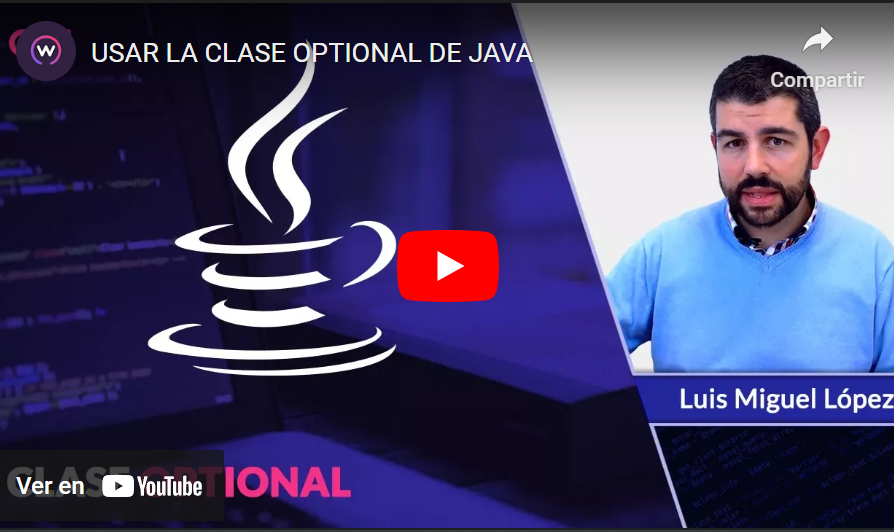 W USAR LA CLASE OPTIONAL DE JAVA
Compartir
Luis Miguel López
CLASE OPTIONAL
Ver en YouTube